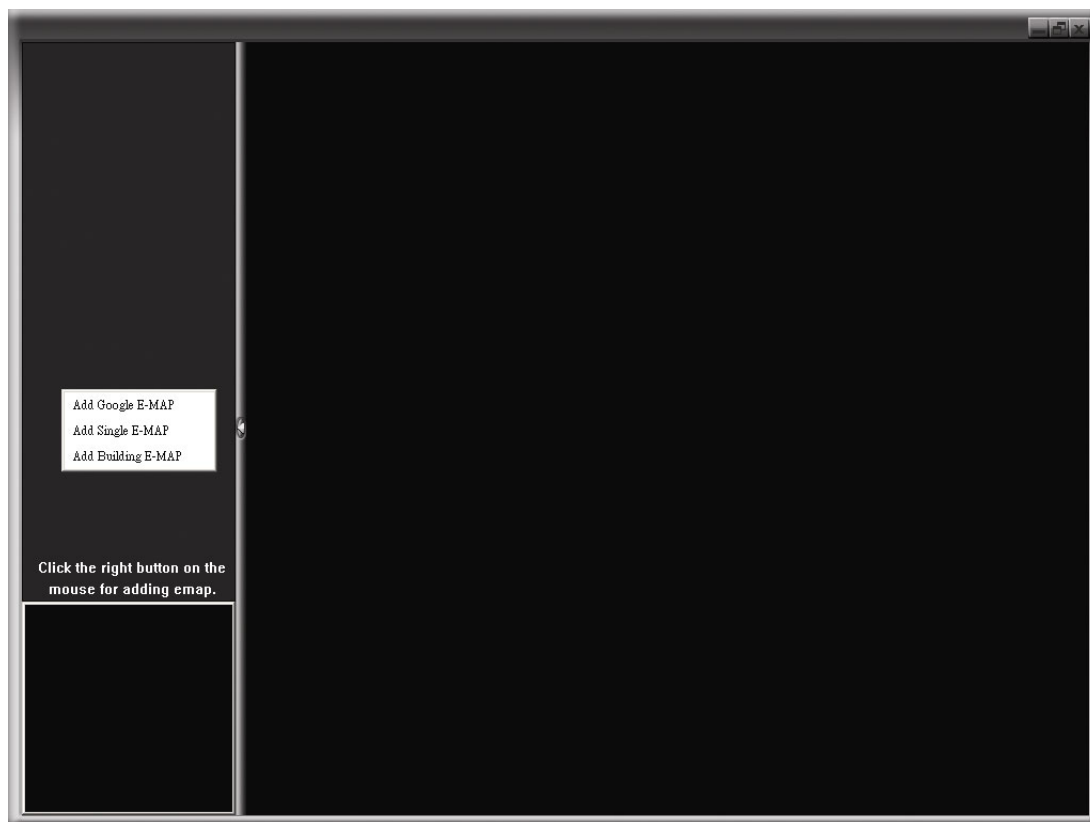 Add Google E-MAP
Add Single E-MAP
Add Building E-MAP
Click the right button on the
mouse for adding emap.